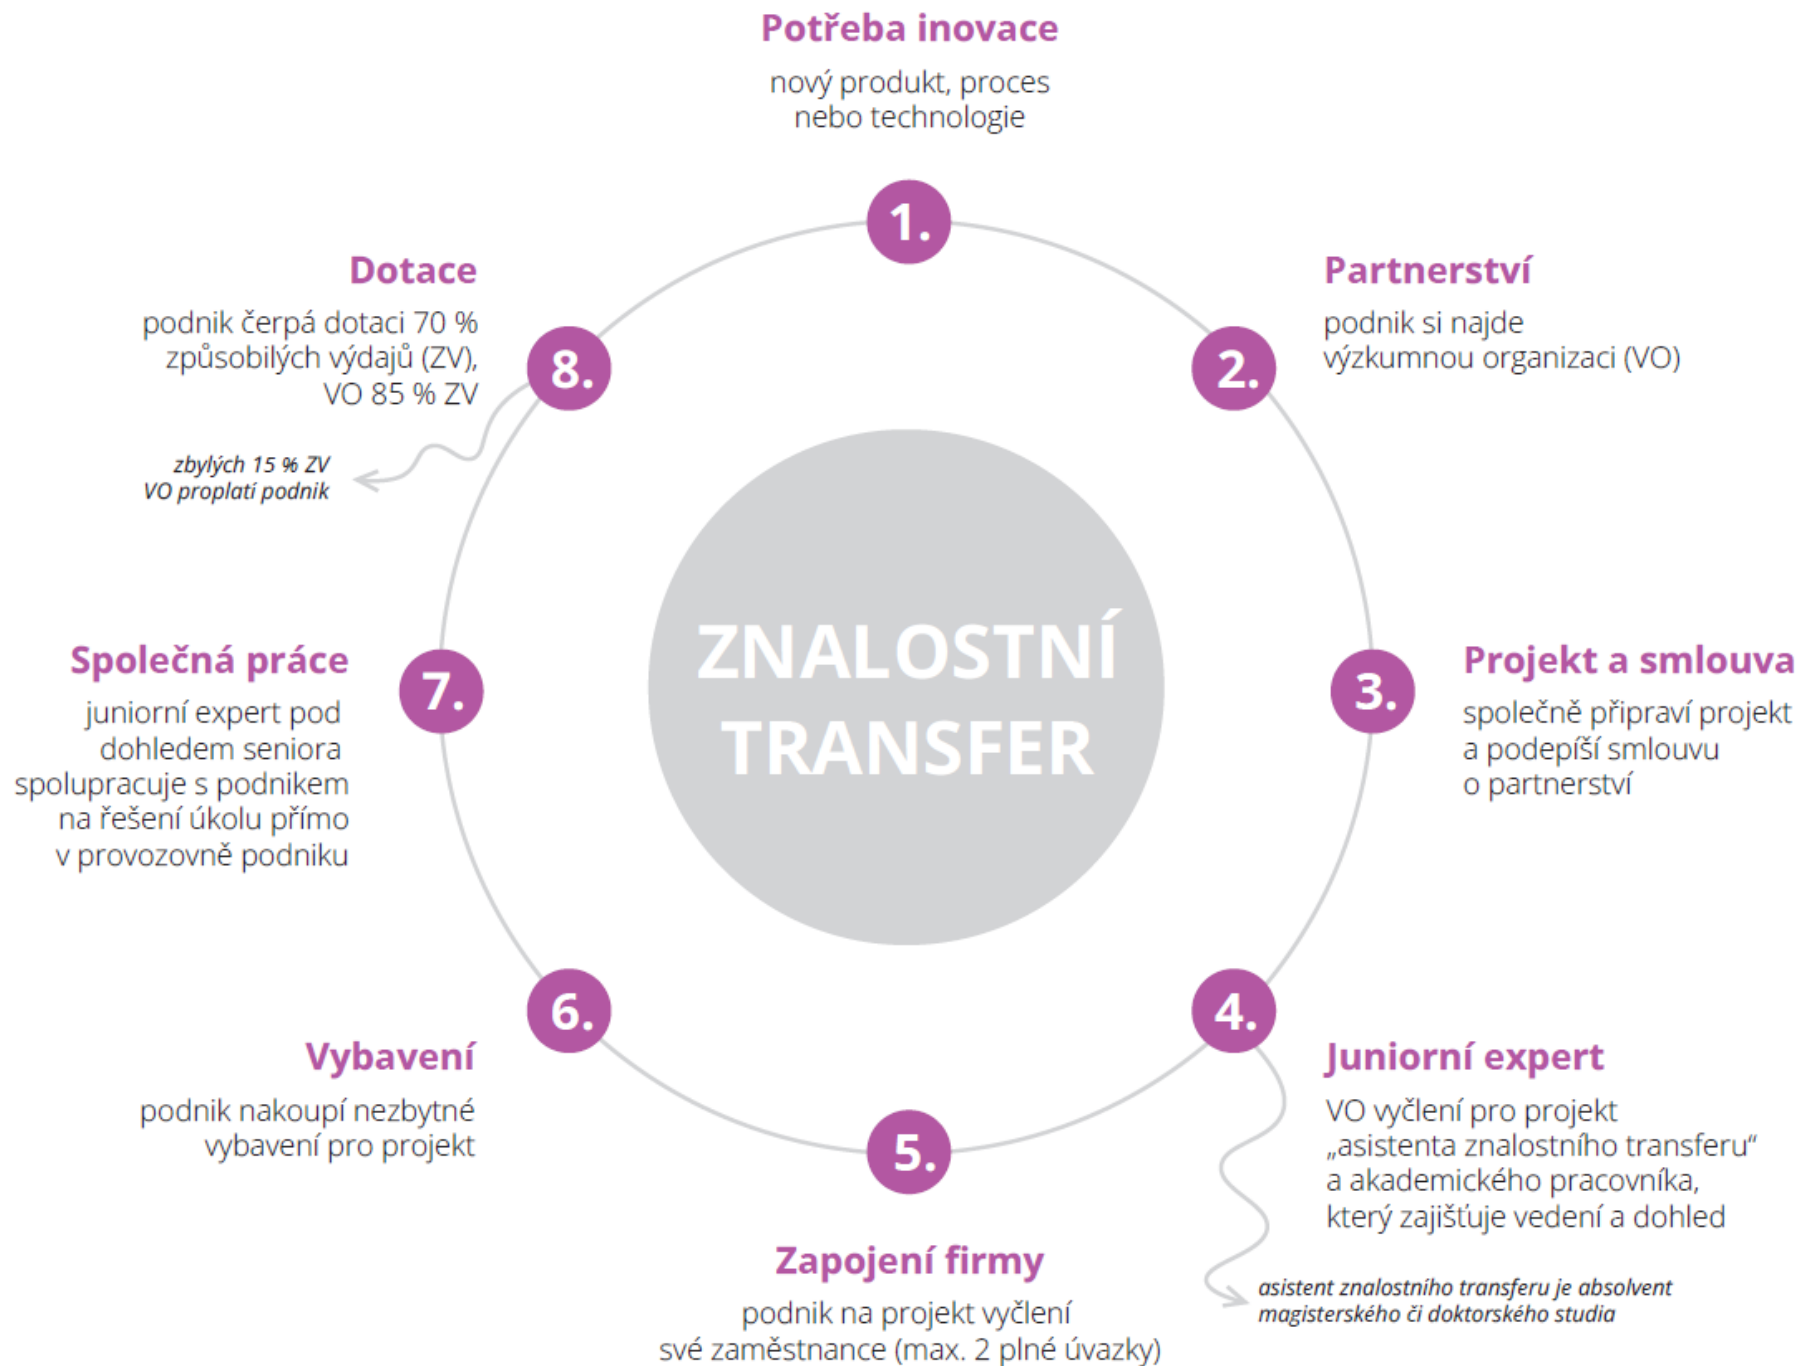 Potřeba inovace
nový produkt, proces
nebo technologie
1.
Partnerství
podnik si najde
výzkumnou organizaci (VO)
2.
Projekt a smlouva
společně připraví projekt
a podepíší smlouvu
o partnerství
3.
Juniorní expert
VO vyčlení pro projekt
„asistenta znalostního transferu“
a akademického pracovníka,
který zajišťuje vedení a dohled
4.
asistent znalostního transferu je absolvent
magisterského či doktorského studia
5.
Zapojení firmy
podnik na projekt vyčlení
své zaměstnance (max. 2 plné úvazky)
6.
Vybavení
podnik nakoupí nezbytné
vybavení pro projekt
7.
Společná práce
juniorní expert pod
dohledem seniora
spolupracuje s podnikem
na řešení úkolu přímo
v provozovně podniku
8.
Dotace
podnik čerpá dotaci 70 %
způsobilých výdajů (ZV),
VO 85 % ZV
zbylých 15 % ZV
VO proplatí podnik
ZNALOSTNÍ
TRANSFER